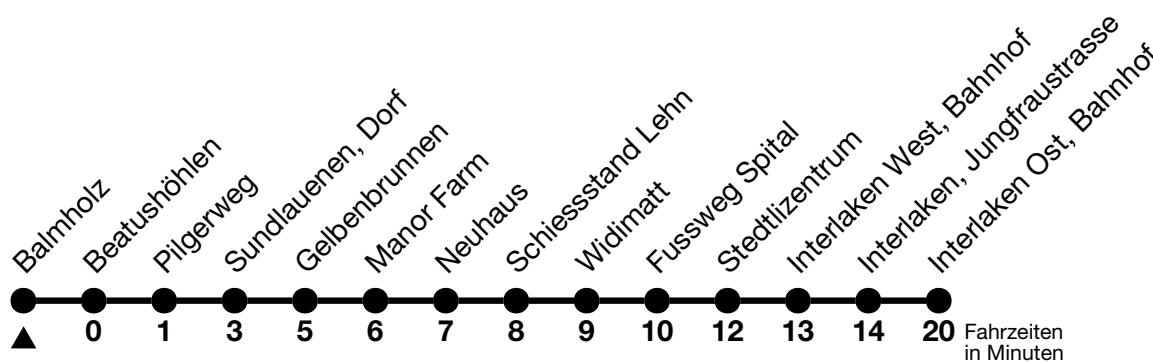 Balmholz
Beatushöhlen
Pilgerweg
Sundlauenen, Dorf
Gelbenbrunnen
Manor Farm
Neuhaus
Schiessstand Lehn
Widimatt
Fussweg Spital
Stedtlizentrum
Interlaken West, Bahnhof
Interlaken, Jungfraustrasse
Interlaken Ost, Bahnhof
0 1 3 5 6 7 8 9 10 12 13 14 20 Fahrzeiten
in Minuten